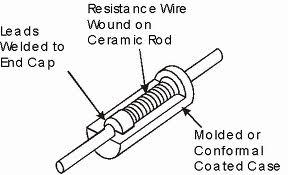 Resistance Wire
Wound on
Ceramic Rod
Leads
Welded to
End Cap
Molded or
Conformal
Coated Case